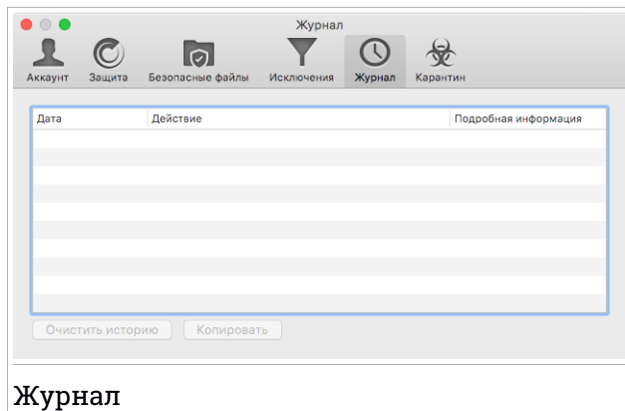 Журнал
Аккаунт Защита Безопасные файлы Исключения Журнал Карантин
Дата Действие Подробная информация
Очистить историю Копировать
Журнал